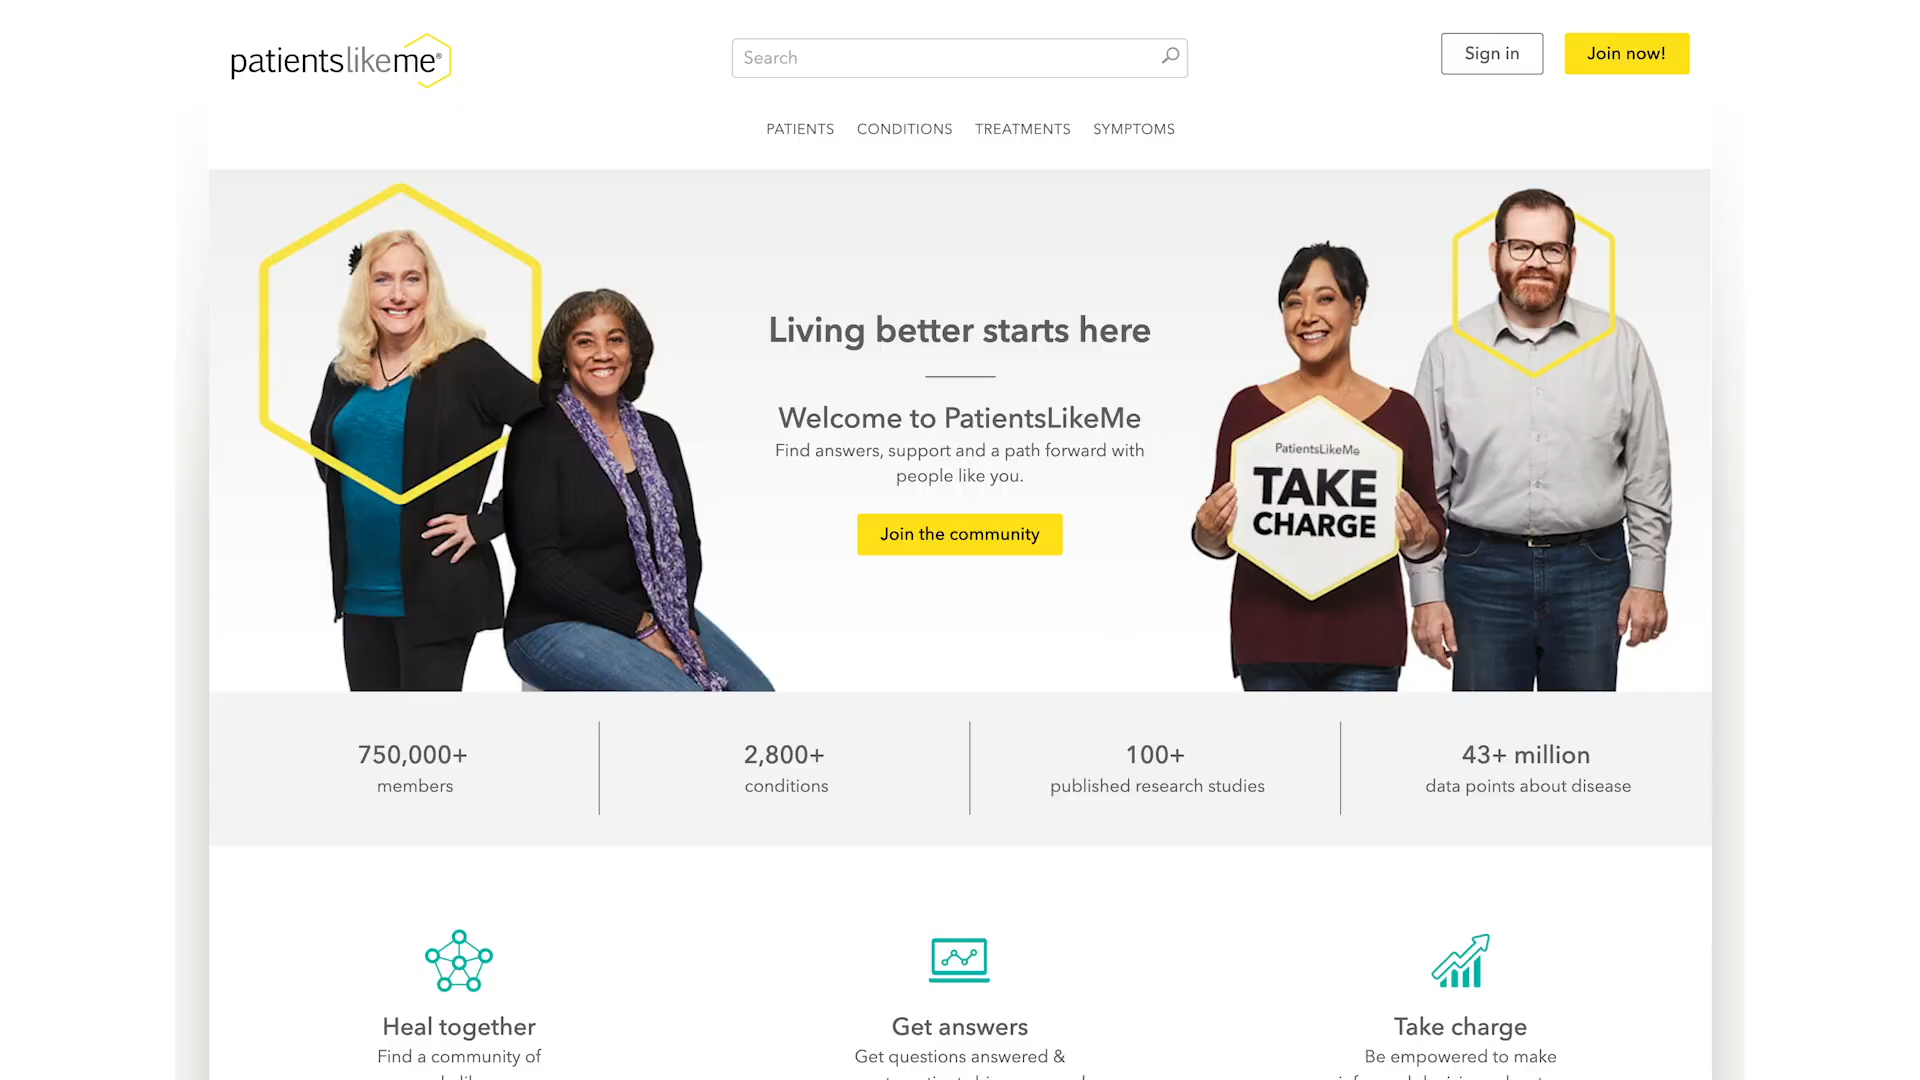 patientslikeme®
Search
Sign in
Join now!
PATIENTS CONDITIONS TREATMENTS SYMPTOMS
Living better starts here
Welcome to PatientsLikeMe
Find answers, support and a path forward with
people like you.
Join the community
PatientsLikeMe
TAKE
CHARGE
750,000+
members
2,800+
conditions
100+
published research studies
43+ million
data points about disease
Heal together
Find a community of
Get answers
Get questions answered &
Take charge
Be empowered to make